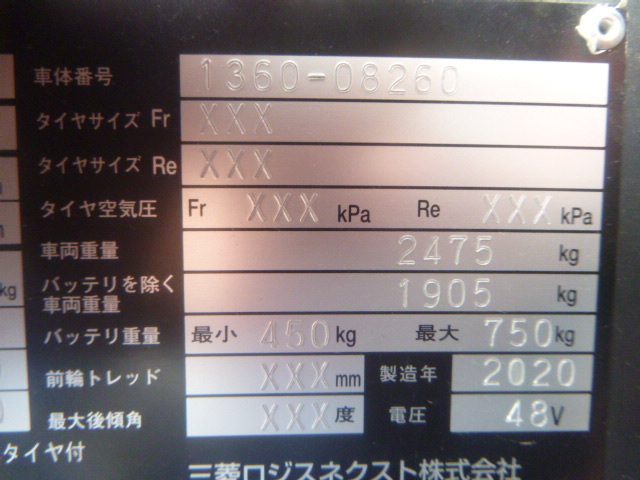 車体番号 1360-08260
タイヤサイズ Fr XXX
タイヤサイズ Re XXX
タイヤ空気圧 Fr XXX kPa Re XXX kPa
車両重量 2475 kg
kg バッテリを除く
車両重量 1905 kg
バッテリ重量 最小 450kg 最大 750kg
前輪トレッド XXX mm 製造年 2020
最大後傾角 XXX 度 電圧 48V
タイヤ付
三菱ロジスネクスト株式会社